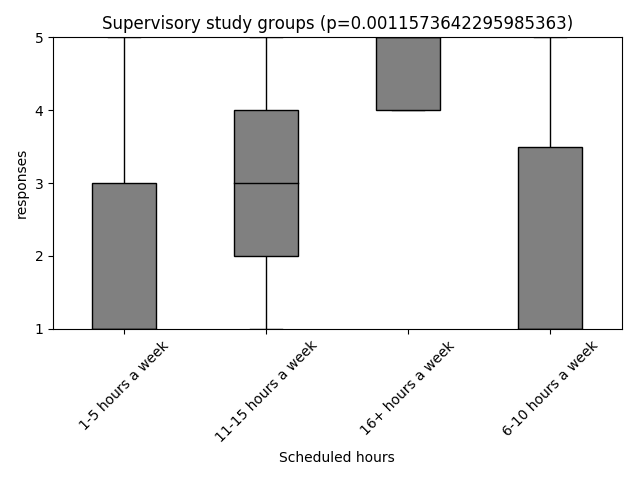 Supervisory study groups (p=0.0011573642295985363)
5
4
3
2
1
responses
1-5 hours a week
11-15 hours a week
16+ hours a week
6-10 hours a week
Scheduled hours